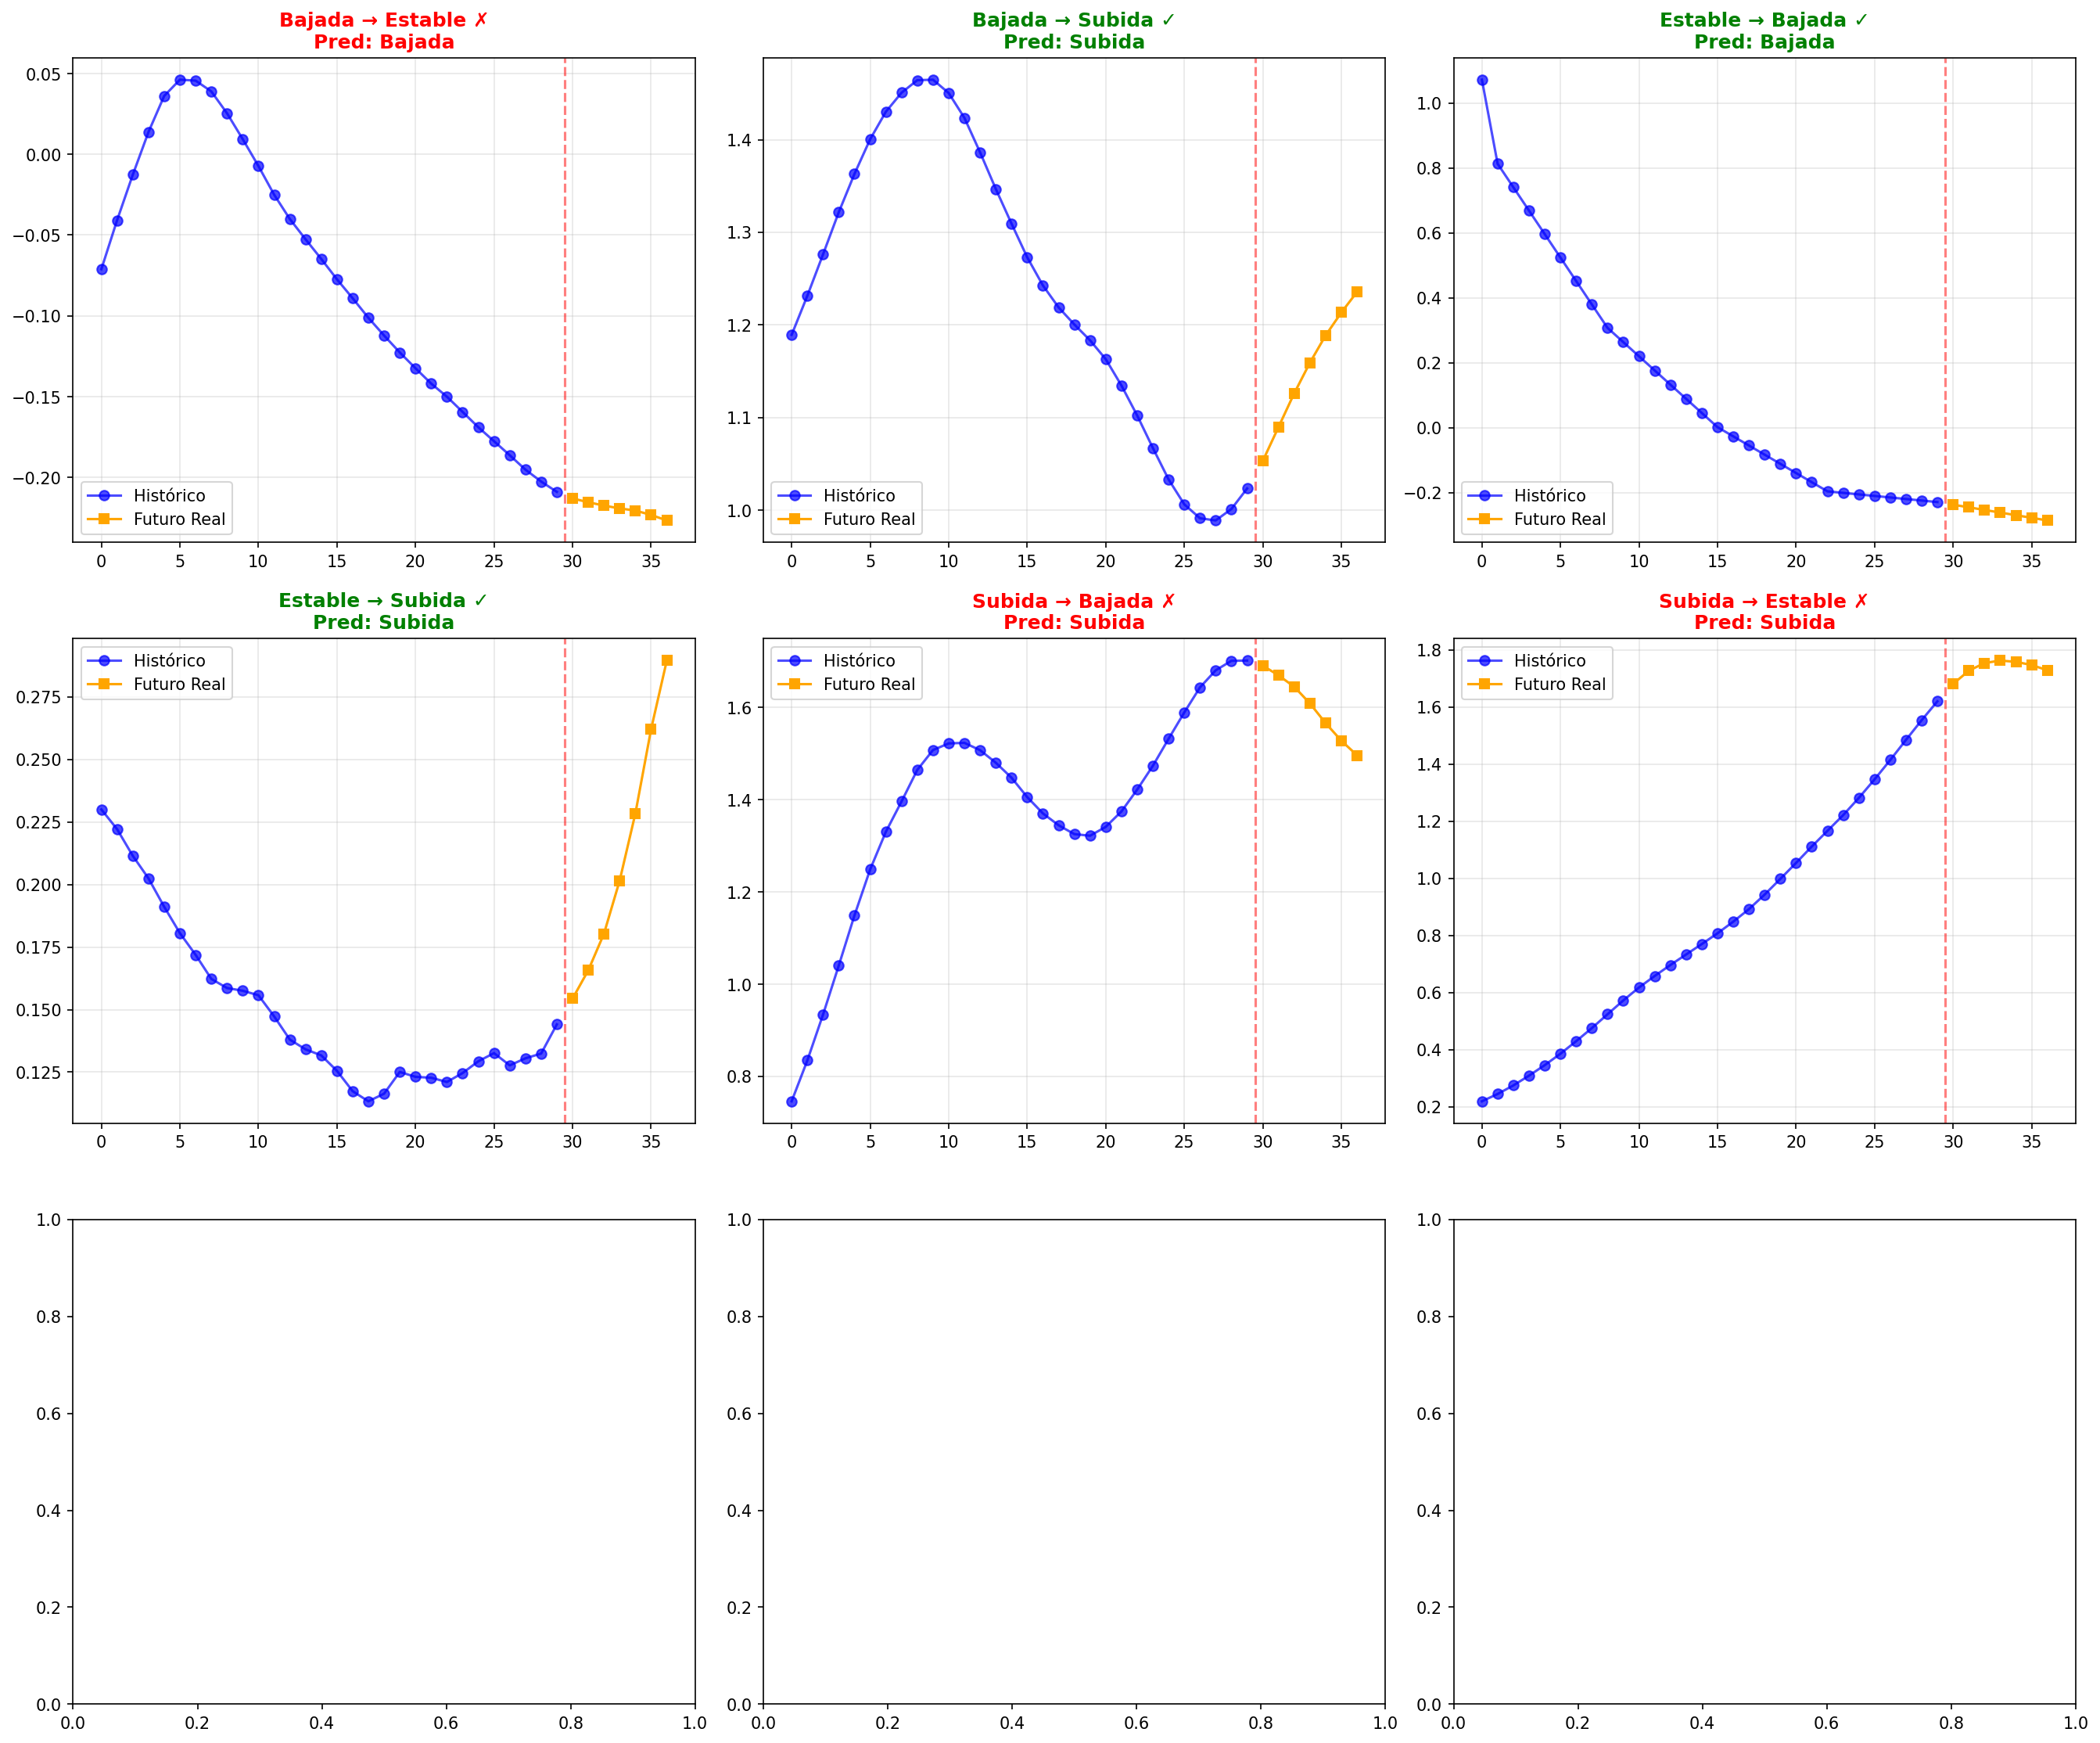 Bajada → Estable ✗
Pred: Bajada
0.05
0.00
−0.05
−0.10
−0.15
−0.20
Histórico
Futuro Real
0 5 10 15 20 25 30 35
Bajada → Subida ✓
Pred: Subida
1.4
1.3
1.2
1.1
1.0
Histórico
Futuro Real
0 5 10 15 20 25 30 35
Estable → Bajada ✓
Pred: Bajada
1.0
0.8
0.6
0.4
0.2
0.0
−0.2
Histórico
Futuro Real
0 5 10 15 20 25 30 35
Estable → Subida ✓
Pred: Subida
Histórico
Futuro Real
0.275
0.250
0.225
0.200
0.175
0.150
0.125
0 5 10 15 20 25 30 35
Subida → Bajada ✗
Pred: Subida
Histórico
Futuro Real
1.6
1.4
1.2
1.0
0.8
0 5 10 15 20 25 30 35
Subida → Estable ✗
Pred: Subida
1.8
Histórico
Futuro Real
1.6
1.4
1.2
1.0
0.8
0.6
0.4
0.2
0 5 10 15 20 25 30 35
1.0
0.8
0.6
0.4
0.2
0.0
0.0 0.2 0.4 0.6 0.8 1.0
1.0
0.8
0.6
0.4
0.2
0.0
0.0 0.2 0.4 0.6 0.8 1.0
1.0
0.8
0.6
0.4
0.2
0.0
0.0 0.2 0.4 0.6 0.8 1.0